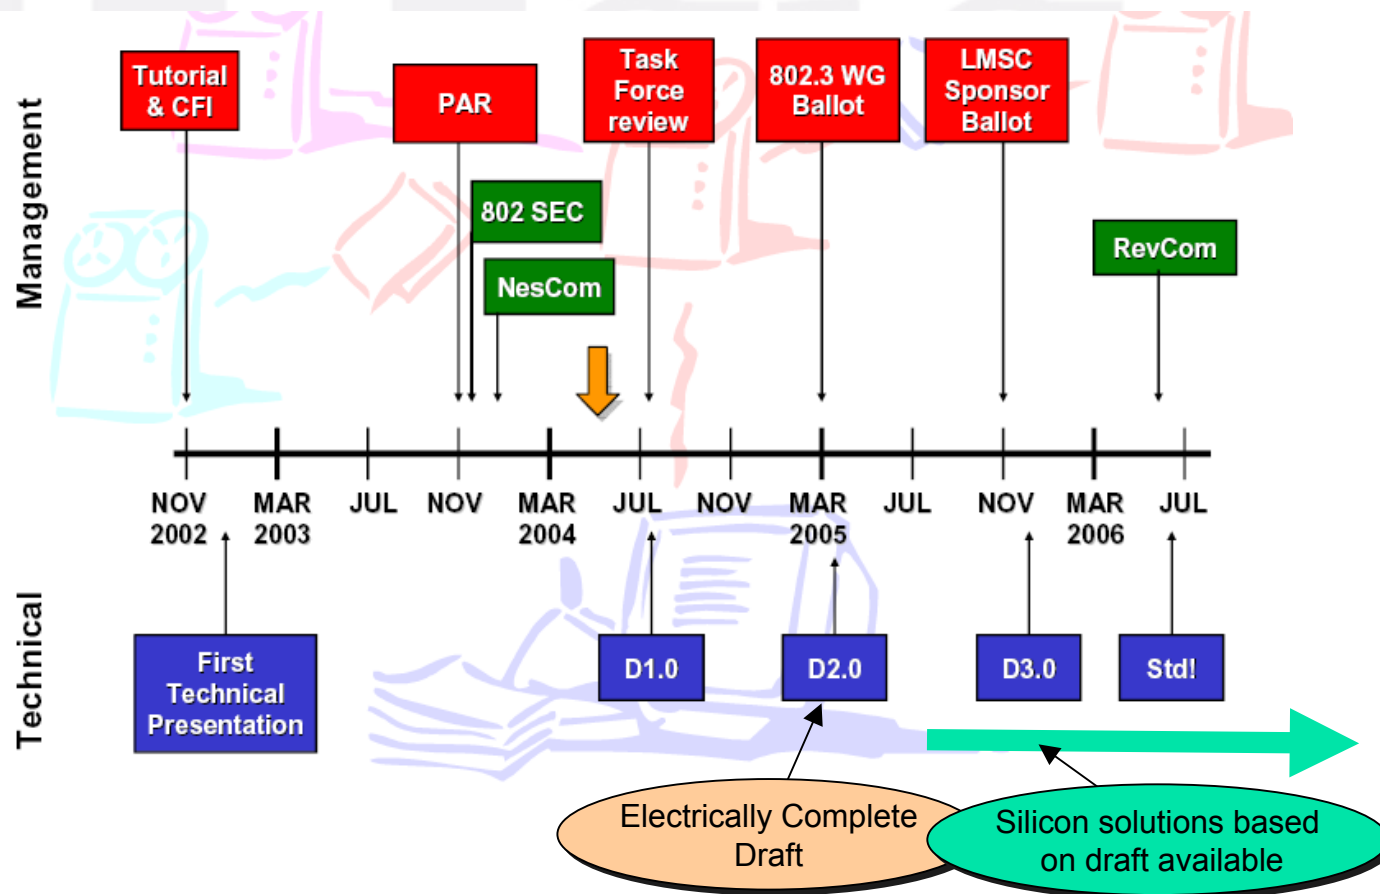 Management
Tutorial
& CFI
PAR
Task
Force
review
802.3 WG
Ballot
LMSC
Sponsor
Ballot
802 SEC
NesCom
RevCom
NOV
2002
MAR
2003
JUL
NOV
MAR
2004
JUL
NOV
MAR
2005
JUL
NOV
MAR
2006
JUL
Technical
First
Technical
Presentation
D1.0
D2.0
D3.0
Std!
Electrically Complete
Draft
Silicon solutions based
on draft available